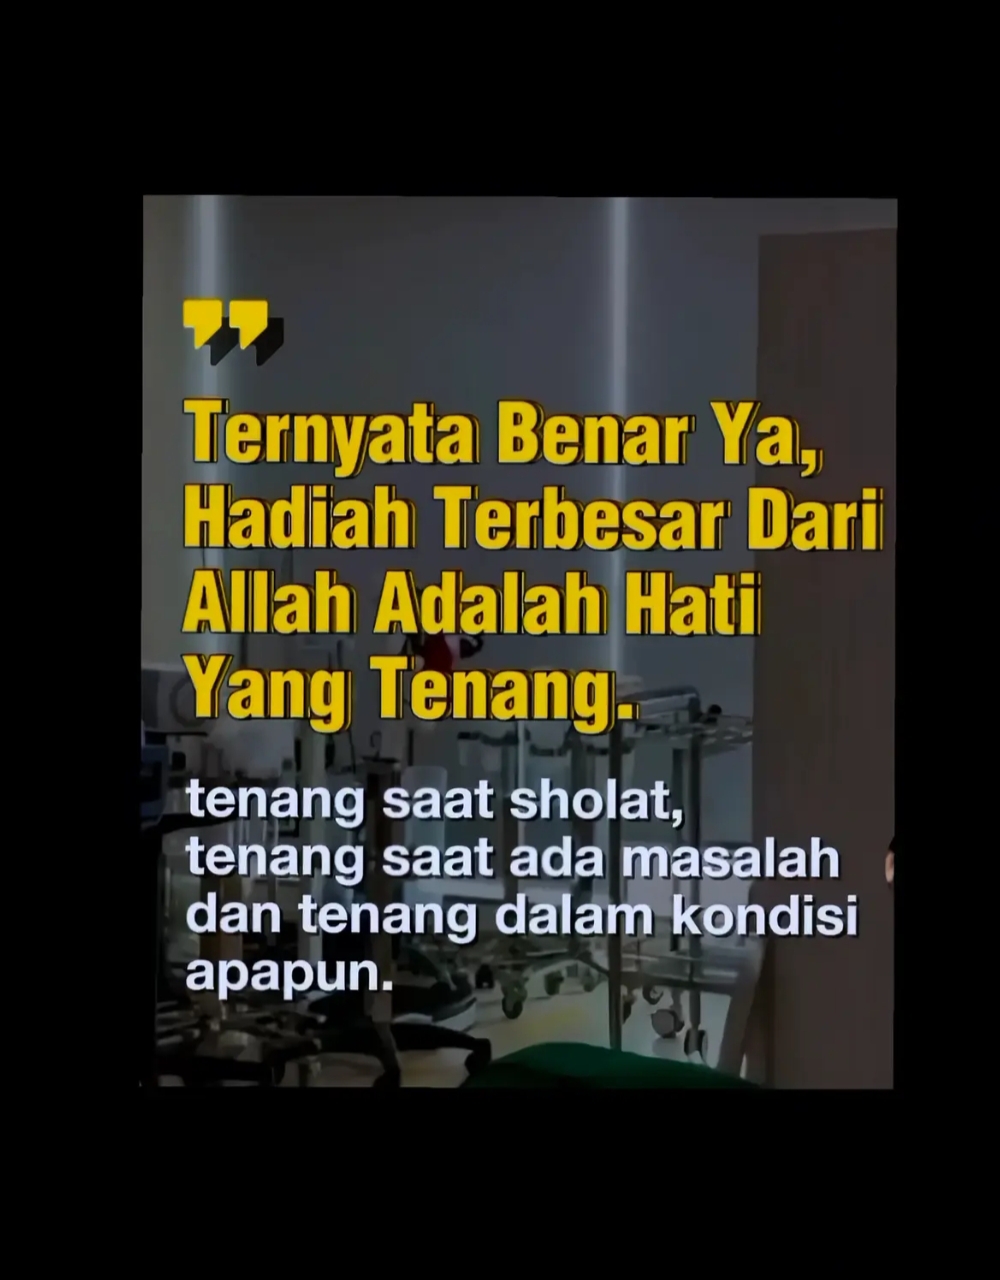 Ternyata Benar Ya,
Hadiah Terbesar Dari
Allah Adalah Hati
Yang Tenang.
tenang saat sholat,
tenang saat ada masalah
dan tenang dalam kondisi
apapun.